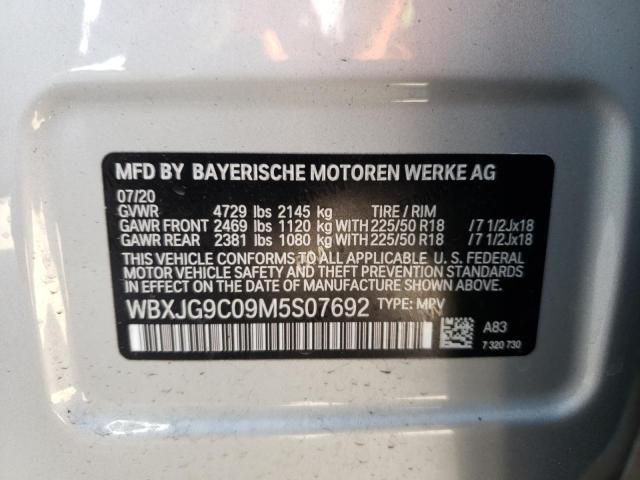 MFD BY BAYERISCHE MOTOREN WERKE AG
07/20
GVWR 4729 lbs 2145 kg TIRE / RIM
GAWR FRONT 2469 lbs 1120 kg WITH 225/50 R18 /7 1/2Jx18
GAWR REAR 2381 lbs 1080 kg WITH 225/50 R18 /7 1/2Jx18
THIS VEHICLE CONFORMS TO ALL APPLICABLE U. S. FEDERAL
MOTOR VEHICLE SAFETY, BUMPER, AND THEFT PREVENTION
STANDARDS IN EFFECT ON THE DATE OF MANUFACTURE SHOWN ABOVE.
WBXJG9C09M5S07692 TYPE: MPV
A83
7 320 730